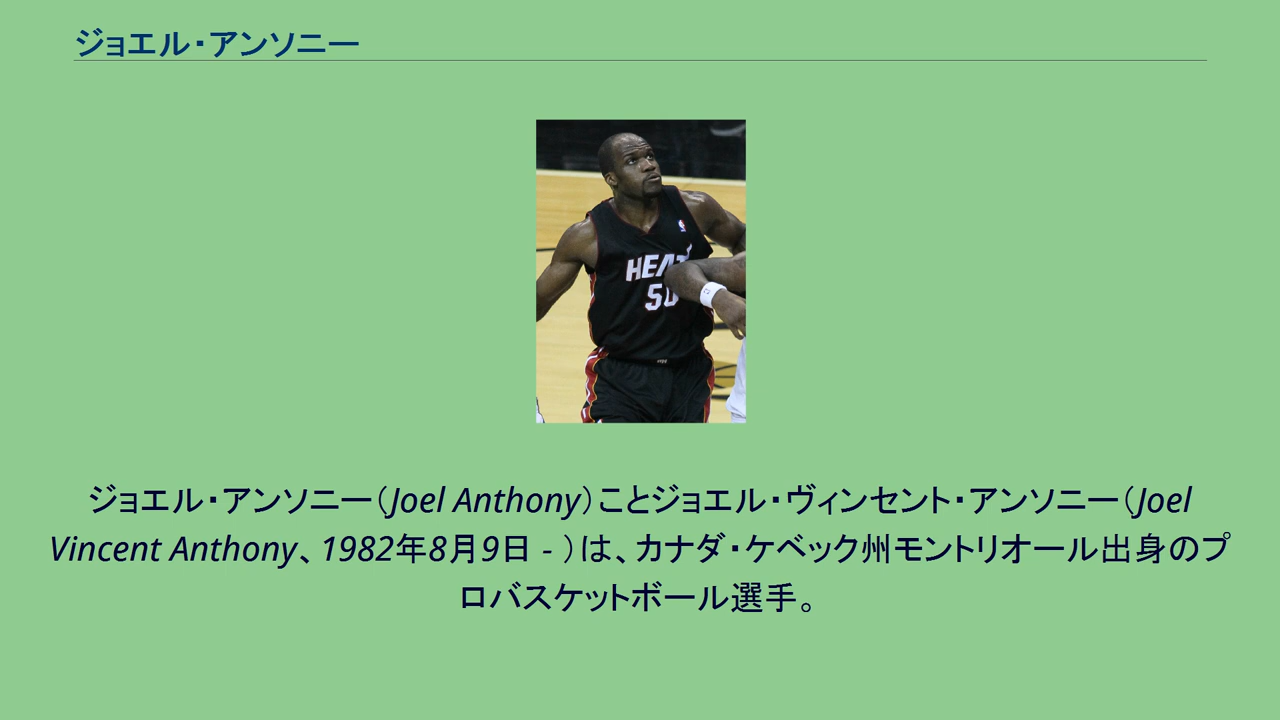 ジョエル・アンソニー
HEAT
50
ジョエル・アンソニー（Joel Anthony）ことジョエル・ヴィンセント・アンソニー（Joel
Vincent Anthony、1982年8月9日 - ）は、カナダ・ケベック州モントリオール出身のプ
ロバスケットボール選手。